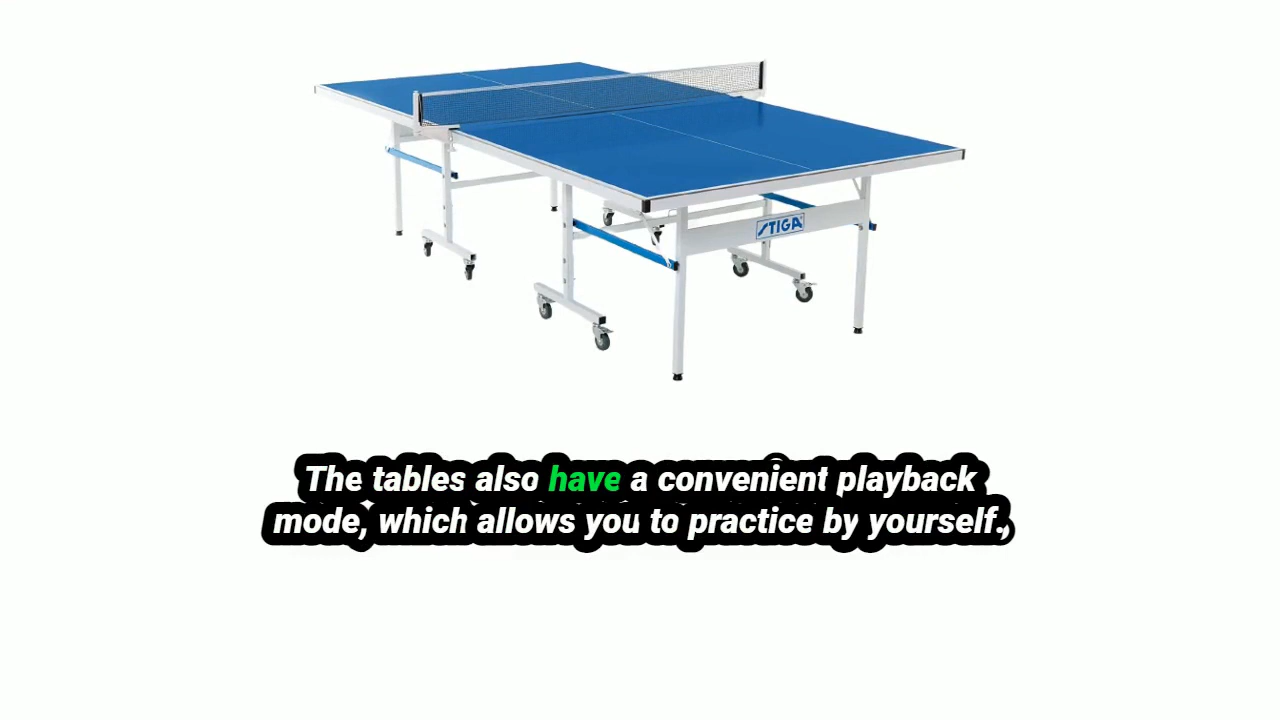 STIGA
The tables also have a convenient playback
mode, which allows you to practice by yourself.,